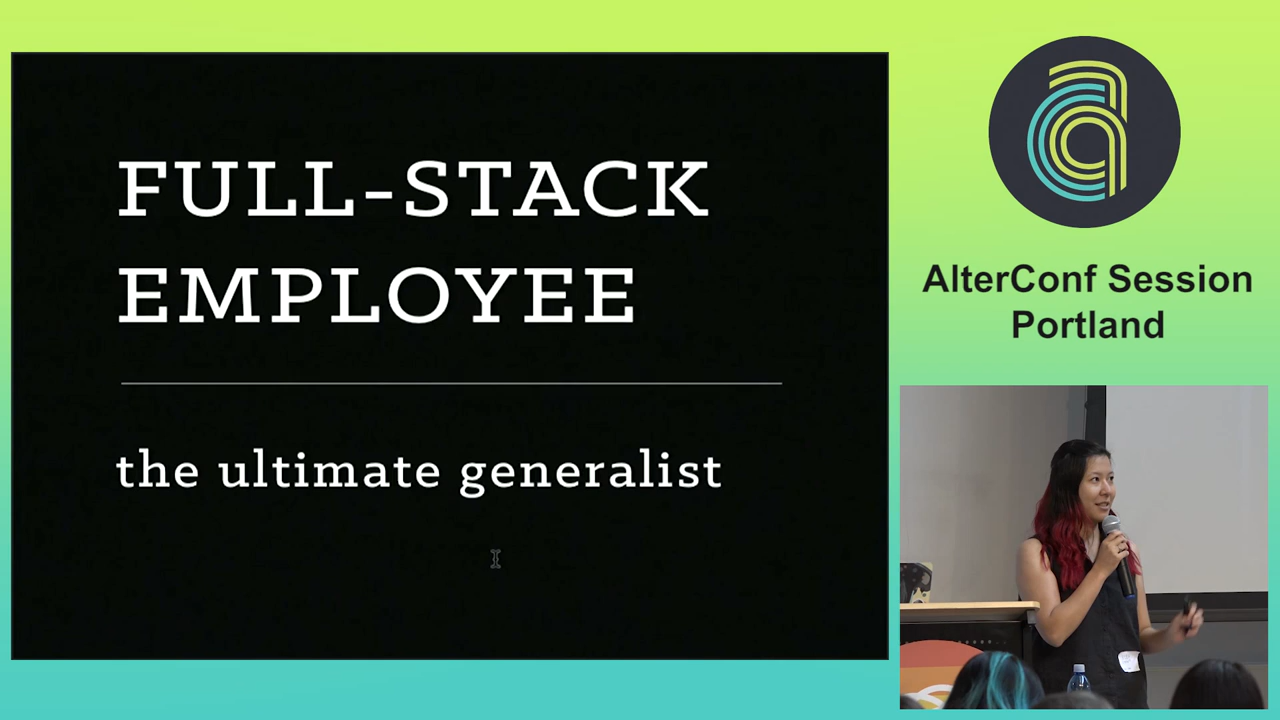 FULL-STACK
EMPLOYEE
the ultimate generalist
AlterConf Session
Portland